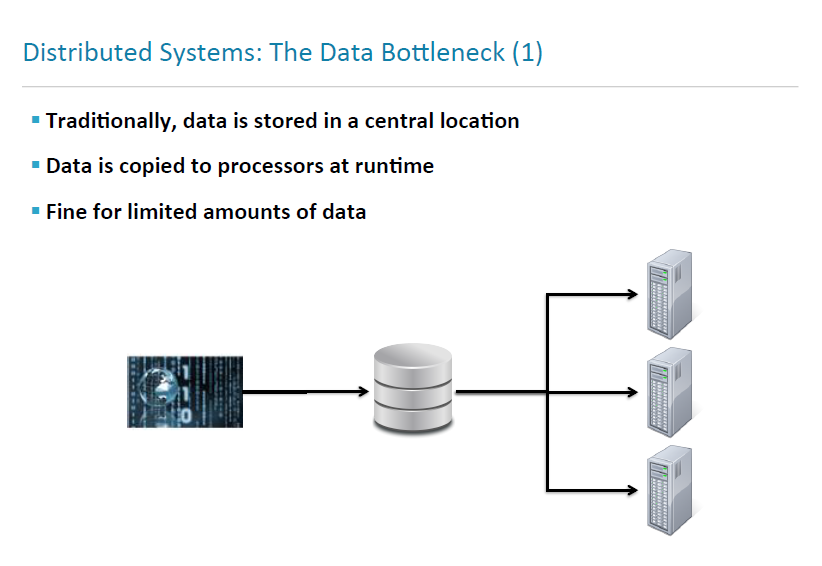 Distributed Systems: The Data Bottleneck (1)
Traditionally, data is stored in a central location
Data is copied to processors at runtime
Fine for limited amounts of data
110